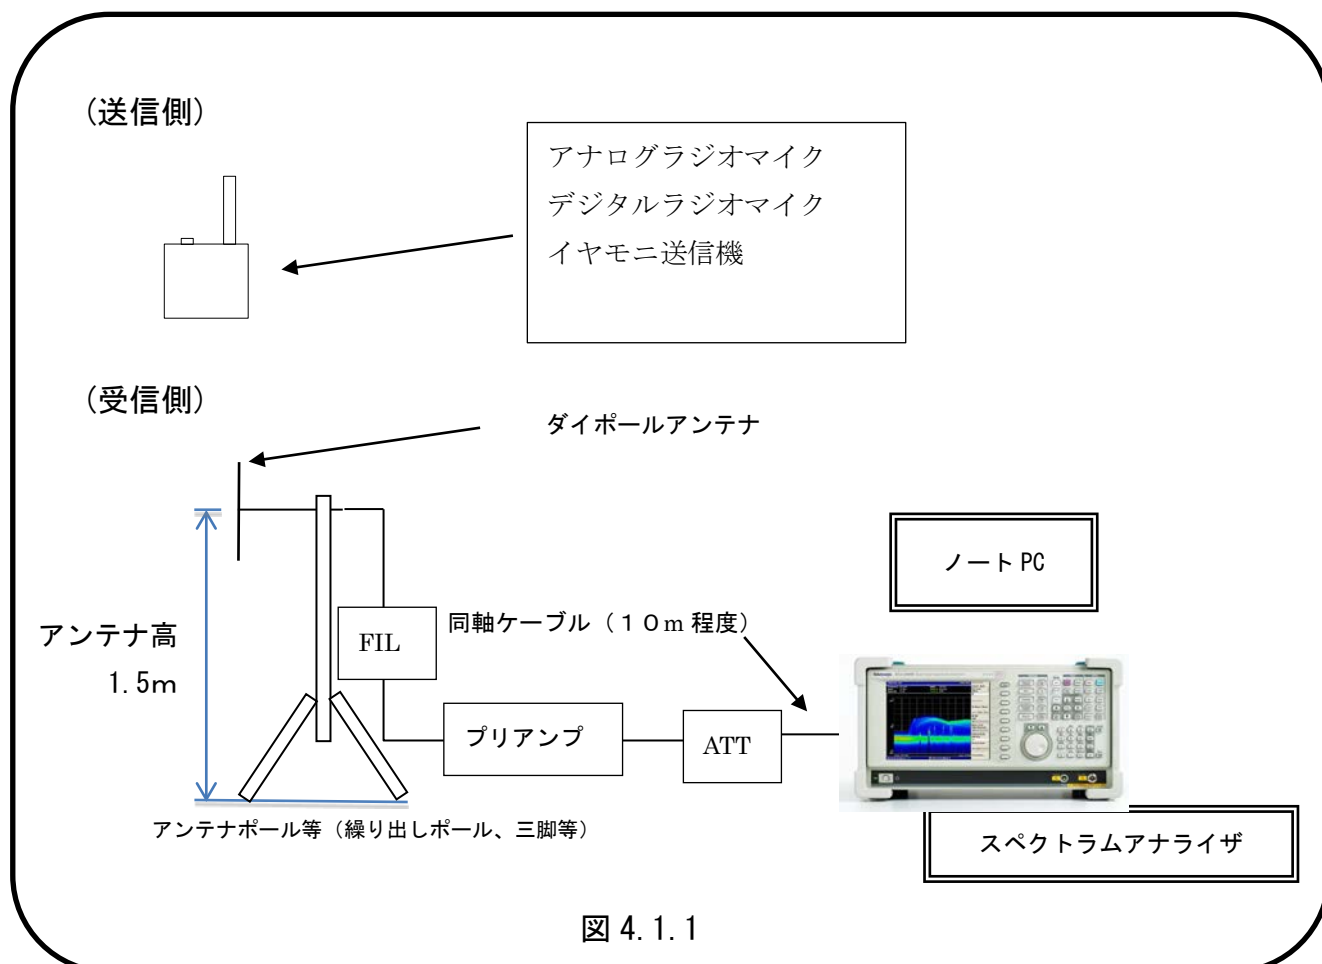 （送信側）
アナログラジオマイク
デジタルラジオマイク
イヤモニ送信機
（受信側）
ダイポールアンテナ
ノート PC
アンテナ高
1.5m
FIL
同軸ケーブル（１０m 程度）
プリアンプ
ATT
アンテナポール等（繰り出しポール、三脚等）
スペクトラムアナライザ
図 4.1.1